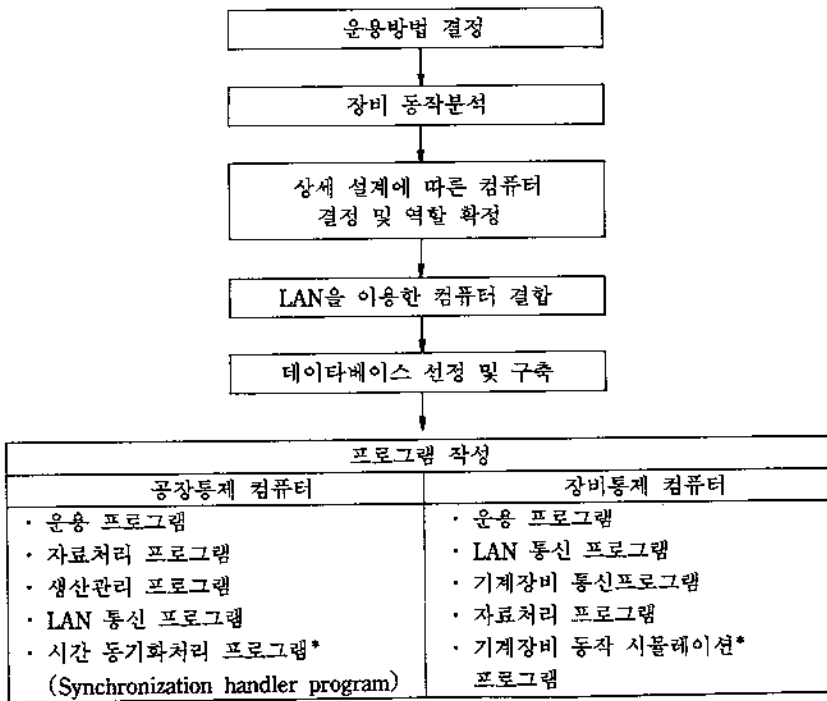 운용방법 결정
장비 동작분석
상세 설계에 따른 컴퓨터
결정 및 역할 확정
LAN을 이용한 컴퓨터 결합
데이타베이스 선정 및 구축
프로그램 작성
공장통제 컴퓨터
· 운용 프로그램
· 자료처리 프로그램
· 생산관리 프로그램
· LAN 통신 프로그램
· 시간 동기화처리 프로그램*
(Synchronization handler program)
장비통제 컴퓨터
· 운용 프로그램
· LAN 통신 프로그램
· 기계장비 통신프로그램
· 자료처리 프로그램
· 기계장비 동작 시뮬레이션*
프로그램